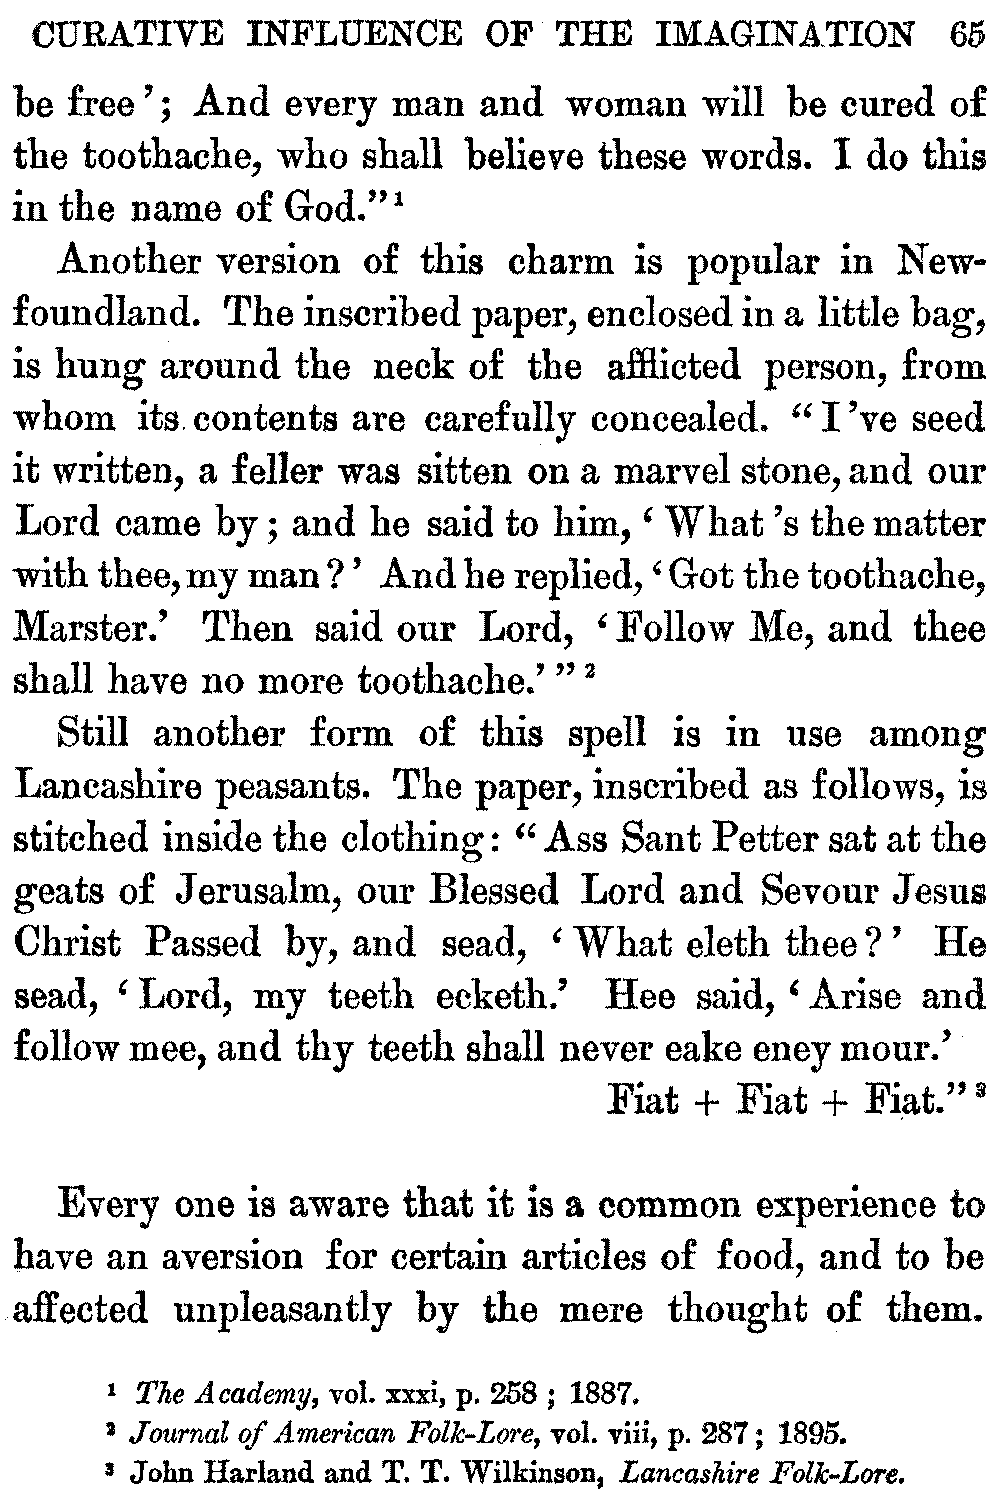 CURATIVE INFLUENCE OF THE IMAGINATION 65
be free'; And every man and woman will be cured of
the toothache, who shall believe these words. I do this
in the name of God."¹
Another version of this charm is popular in New-
foundland. The inscribed paper, enclosed in a little bag,
is hung around the neck of the afflicted person, from
whom its contents are carefully concealed. "I've seed
it written, a feller was sitten on a marvel stone, and our
Lord came by; and he said to him, 'What's the matter
with thee, my man?' And he replied, 'Got the toothache,
Marster.' Then said our Lord, 'Follow Me, and thee
shall have no more toothache.'"²
Still another form of this spell is in use among
Lancashire peasants. The paper, inscribed as follows, is
stitched inside the clothing: "Ass Sant Petter sat at the
geats of Jerusalm, our Blessed Lord and Sevour Jesus
Christ Passed by, and sead, 'What eleth thee?' He
sead, 'Lord, my teeth ecketh.' Hee said, 'Arise and
follow mee, and thy teeth shall never eake eney mour.'
Fiat + Fiat + Fiat."³
Every one is aware that it is a common experience to
have an aversion for certain articles of food, and to be
affected unpleasantly by the mere thought of them.
¹ The Academy, vol. xxxi, p. 258; 1887.
² Journal of American Folk-Lore, vol. viii, p. 287; 1895.
³ John Harland and T. T. Wilkinson, Lancashire Folk-Lore.